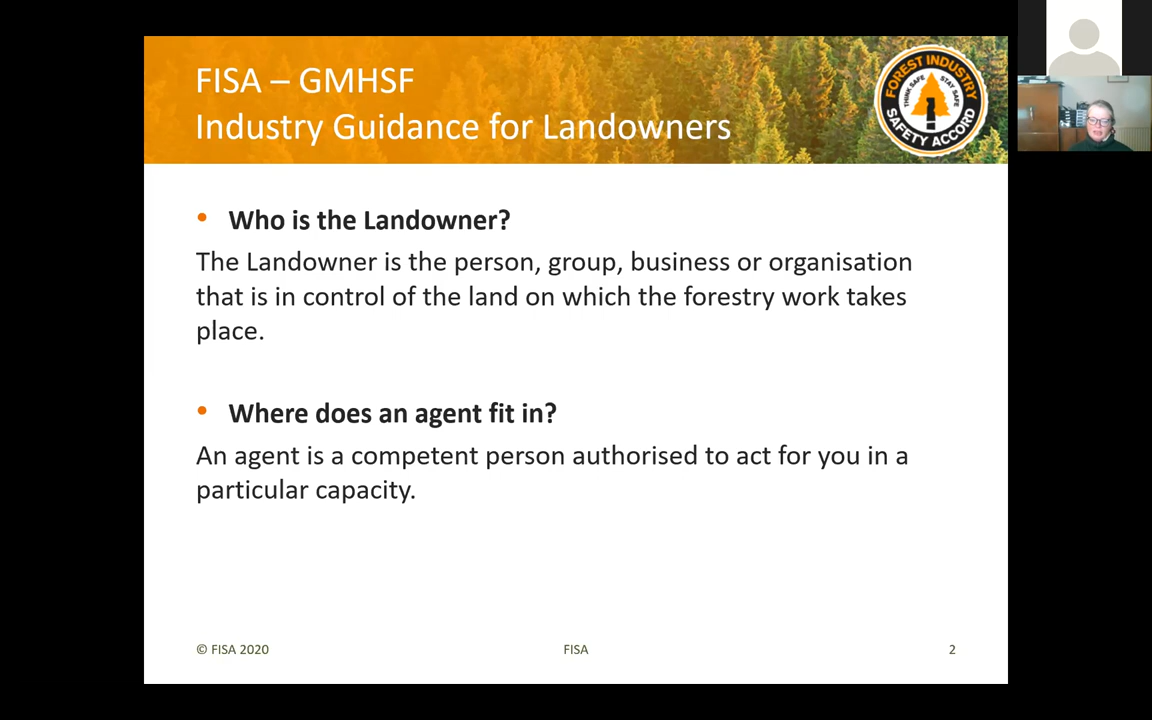 FISA – GMHSF
Industry Guidance for Landowners
FOREST INDUSTRY
THINK SAFE
STAY SAFE
SAFETY ACCORD
• Who is the Landowner?
The Landowner is the person, group, business or organisation
that is in control of the land on which the forestry work takes
place.
• Where does an agent fit in?
An agent is a competent person authorised to act for you in a
particular capacity.
© FISA 2020
FISA
2